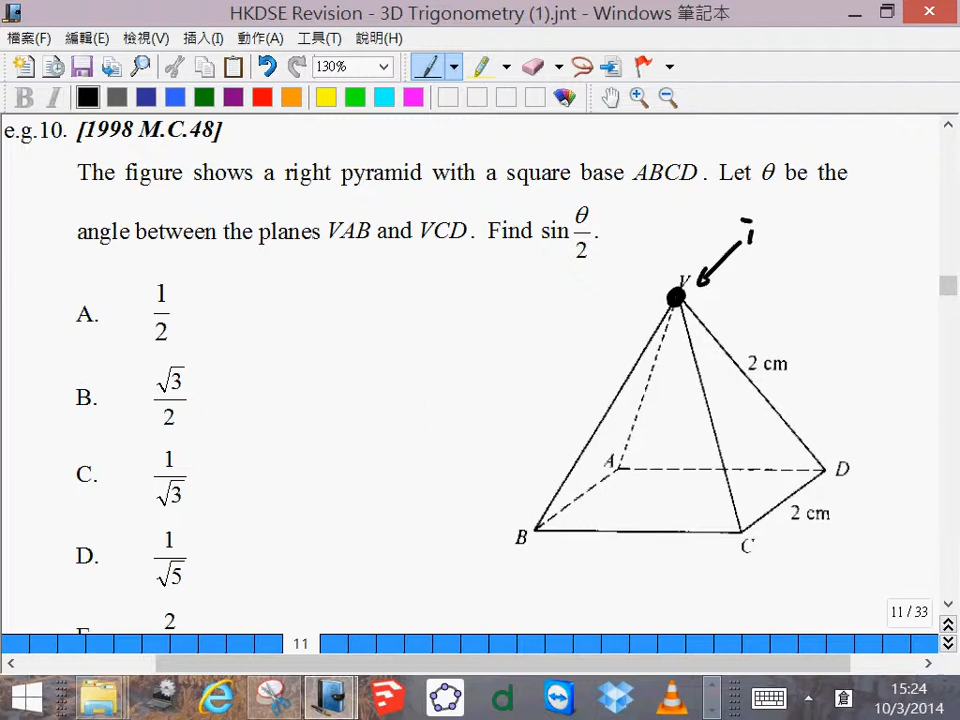 HKDSE Revision - 3D Trigonometry (1).jnt - Windows 筆記本
檔案(F) 編輯(E) 檢視(V) 插入(I) 動作(A) 工具(T) 說明(H)
130%
B I
e.g.10. [1998 M.C.48]
The figure shows a right pyramid with a square base ABCD. Let θ be the
angle between the planes VAB and VCD. Find sin θ/2.
A. 1/2
B. √3/2
C. 1/√3
D. 1/√5
2
V
2 cm
A
D
2 cm
B
C
11 / 33
11
倉
15:24
10/3/2014